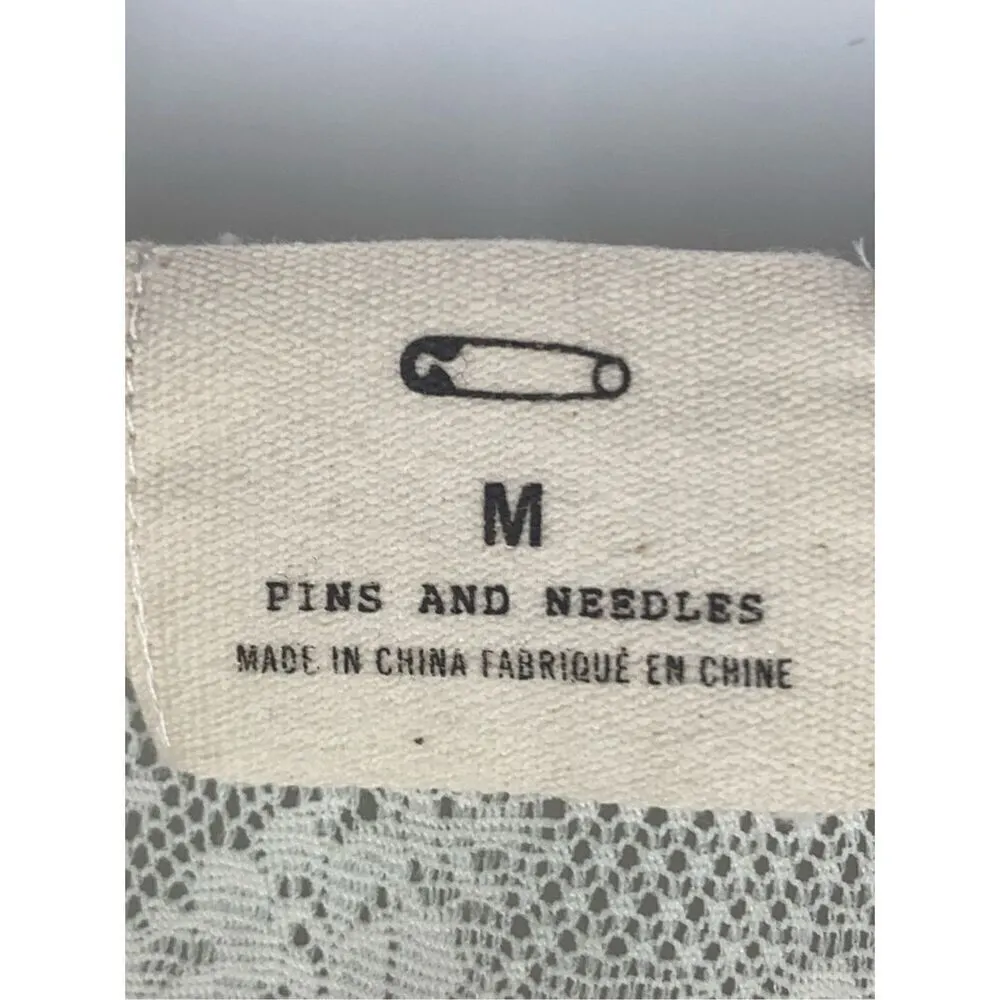 M
PINS AND NEEDLES
MADE IN CHINA FABRIQUÉ EN CHINE